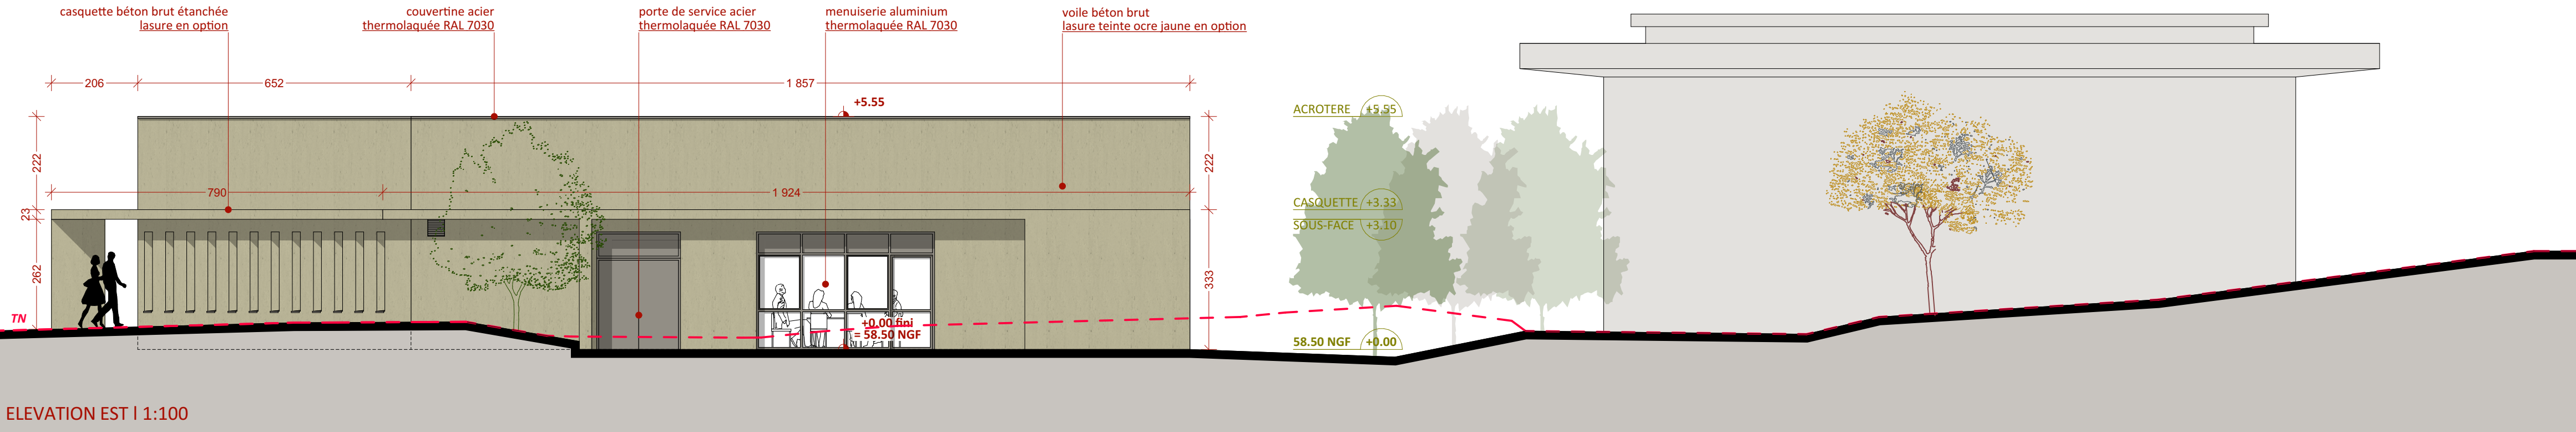 casquette béton brut étanchée
lasure en option
couvertine acier
thermolaquée RAL 7030
porte de service acier
thermolaquée RAL 7030
menuiserie aluminium
thermolaquée RAL 7030
voile béton brut
lasure teinte ocre jaune en option
206
652
1 857
+5.55
ACROTERE +5.55
222
222
790
1 924
CASQUETTE +3.33
23
SOUS-FACE +3.10
262
333
TN
+0.00 fini
= 58.50 NGF
58.50 NGF +0.00
ELEVATION EST l 1:100